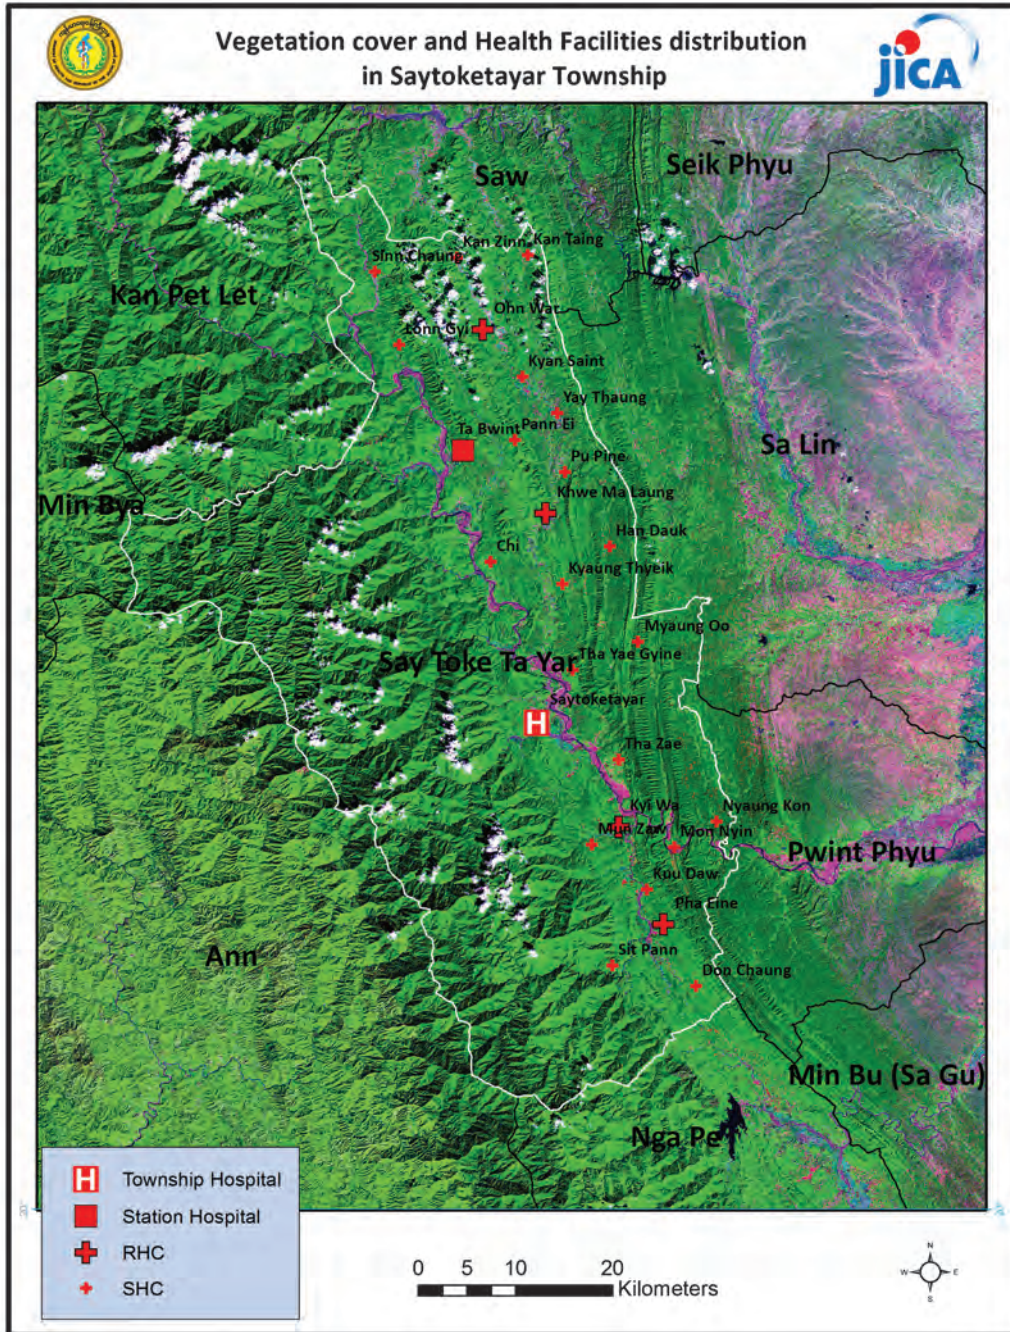 Vegetation cover and Health Facilities distribution
in Saytoketayar Township
jICA
Saw
Seik Phyu
Kan Zinn
Kan Taing
Sinn Chaung
Kan Pet Let
Ohn War
Lonn Gyi
Kyan Saint
Yay Thaung
Ta Bwint
Pann Ei
Sa Lin
Pu Pine
Min Bya
Khwe Ma Laung
Han Dauk
Chi
Kyaung Thyeik
Myaung Oo
Say Toke Ta Yar
Tha Yae Gyine
Saytoketayar
H
Tha Zae
Kyi Wa
Nyaung Kon
Mun Zaw
Mon Nyin
Pwint Phyu
Kuu Daw
Pha Eine
Ann
Sit Pann
Don Chaung
Min Bu (Sa Gu)
Nga Pe
H Township Hospital
Station Hospital
RHC
SHC
0 5 10 20
Kilometers
N
W E
S